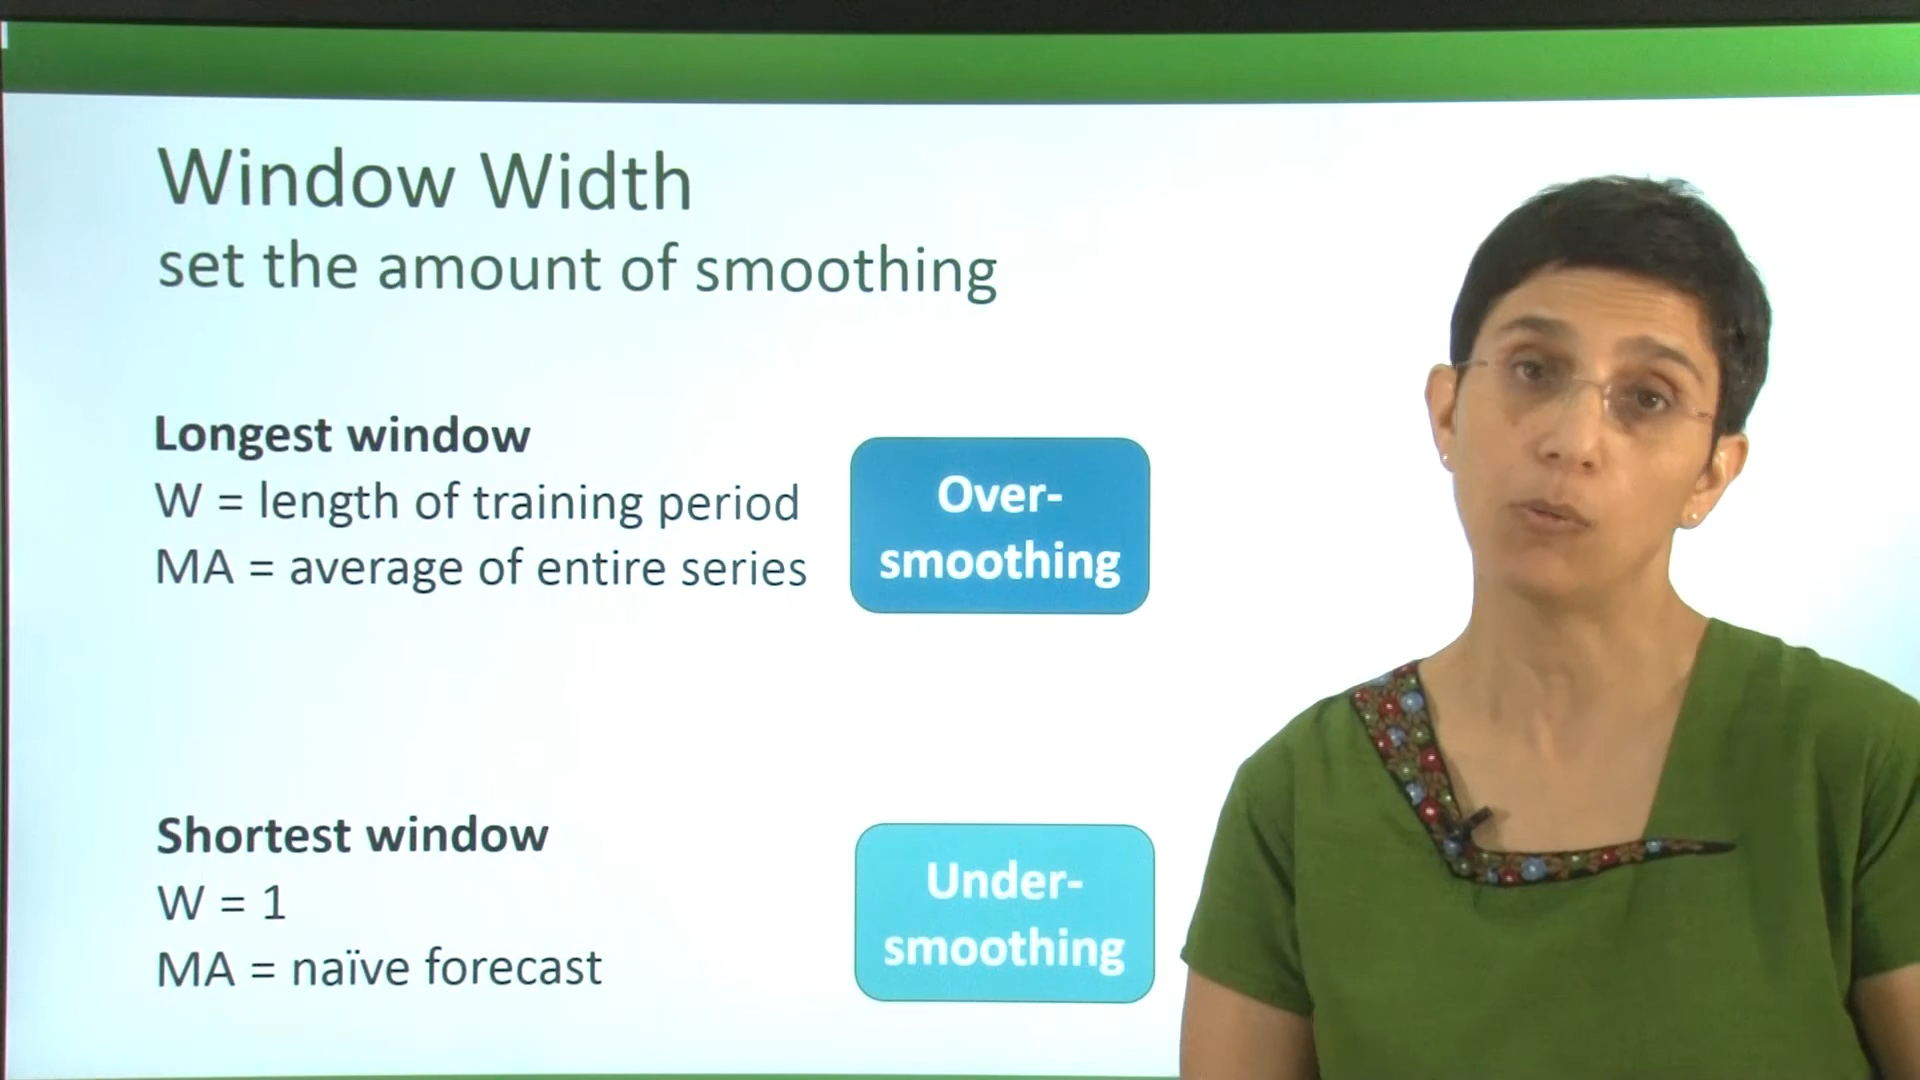 Window Width
set the amount of smoothing
Longest window
W = length of training period
MA = average of entire series
Over-
smoothing
Shortest window
W = 1
MA = naïve forecast
Under-
smoothing